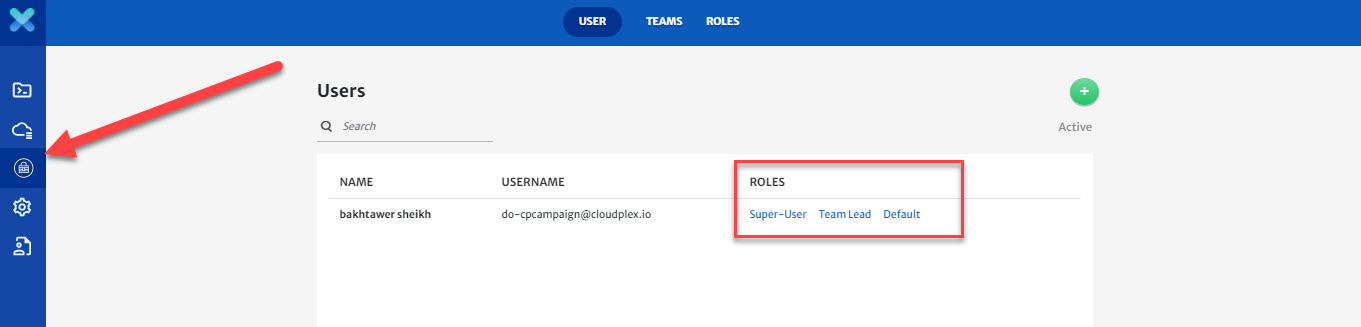 USER TEAMS ROLES
Users
+
Search
Active
NAME USERNAME ROLES
bakhtawer sheikh do-cpcampaign@cloudplex.io Super-User Team Lead Default